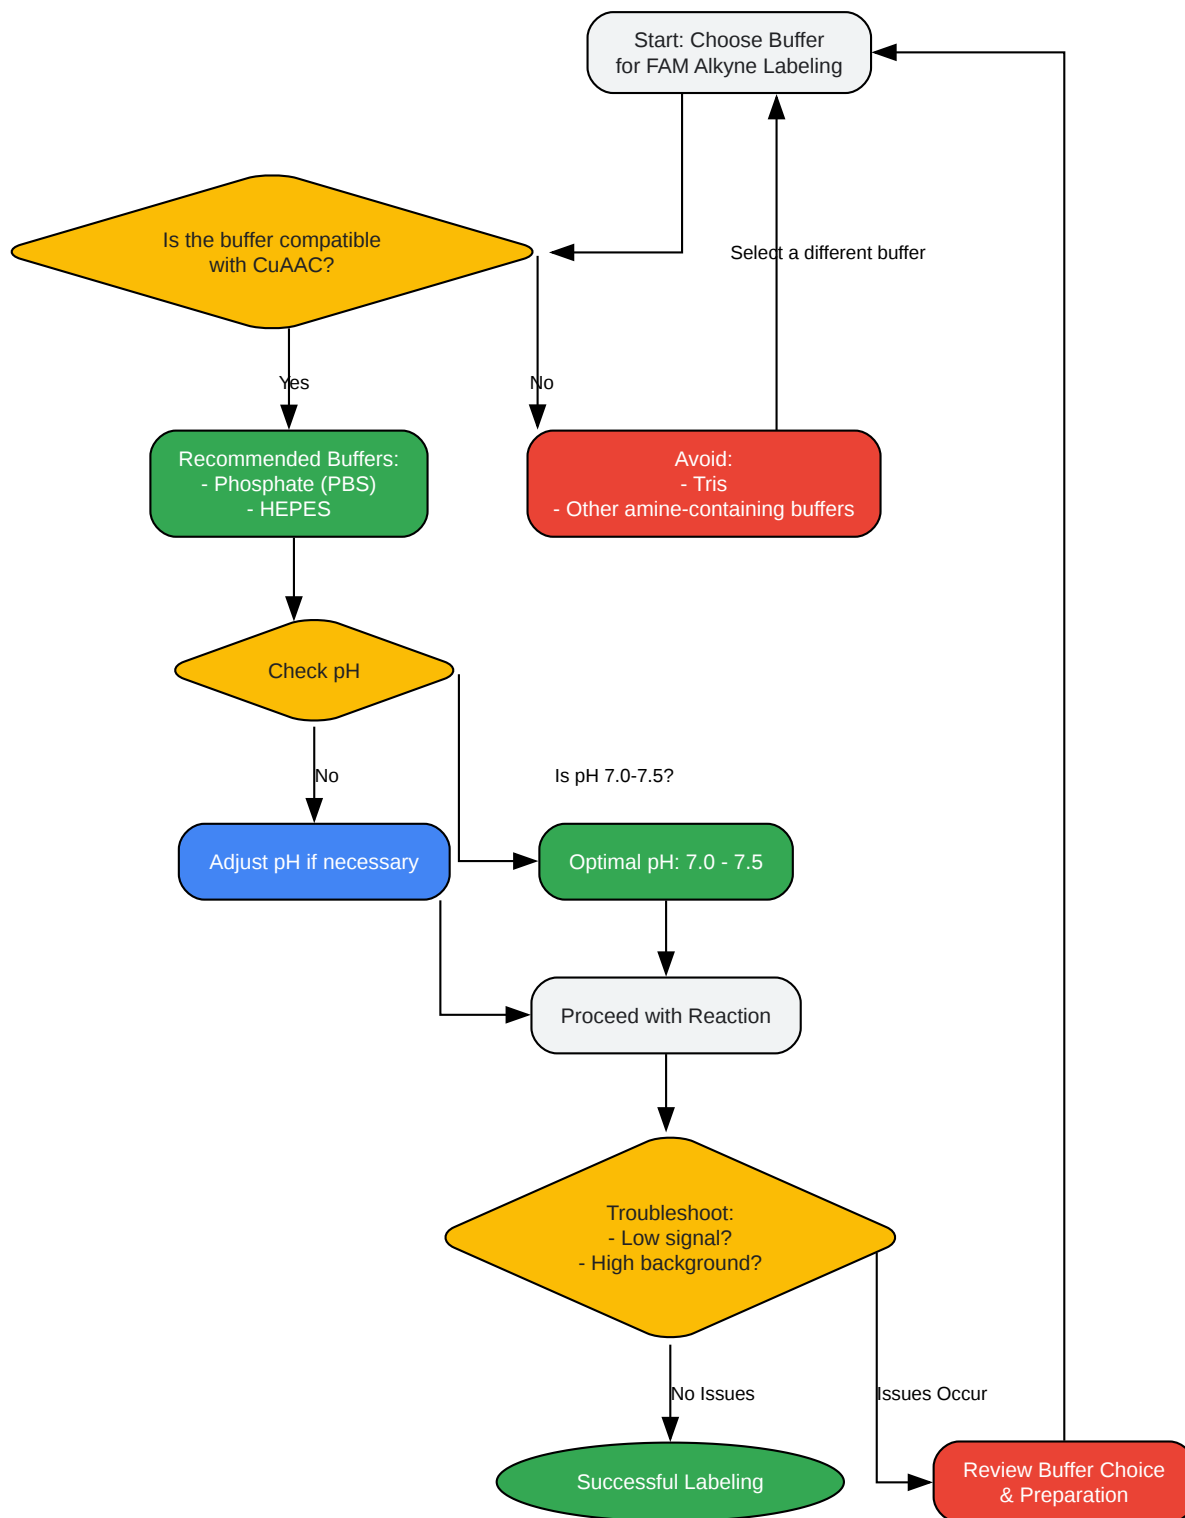 Start: Choose Buffer
for FAM Alkyne Labeling
Is the buffer compatible
with CuAAC?
Select a different buffer
Yes
No
Recommended Buffers:
- Phosphate (PBS)
- HEPES
Avoid:
- Tris
- Other amine-containing buffers
Check pH
No
Is pH 7.0-7.5?
Adjust pH if necessary
Optimal pH: 7.0 - 7.5
Proceed with Reaction
Troubleshoot:
- Low signal?
- High background?
No Issues
Issues Occur
Successful Labeling
Review Buffer Choice
& Preparation